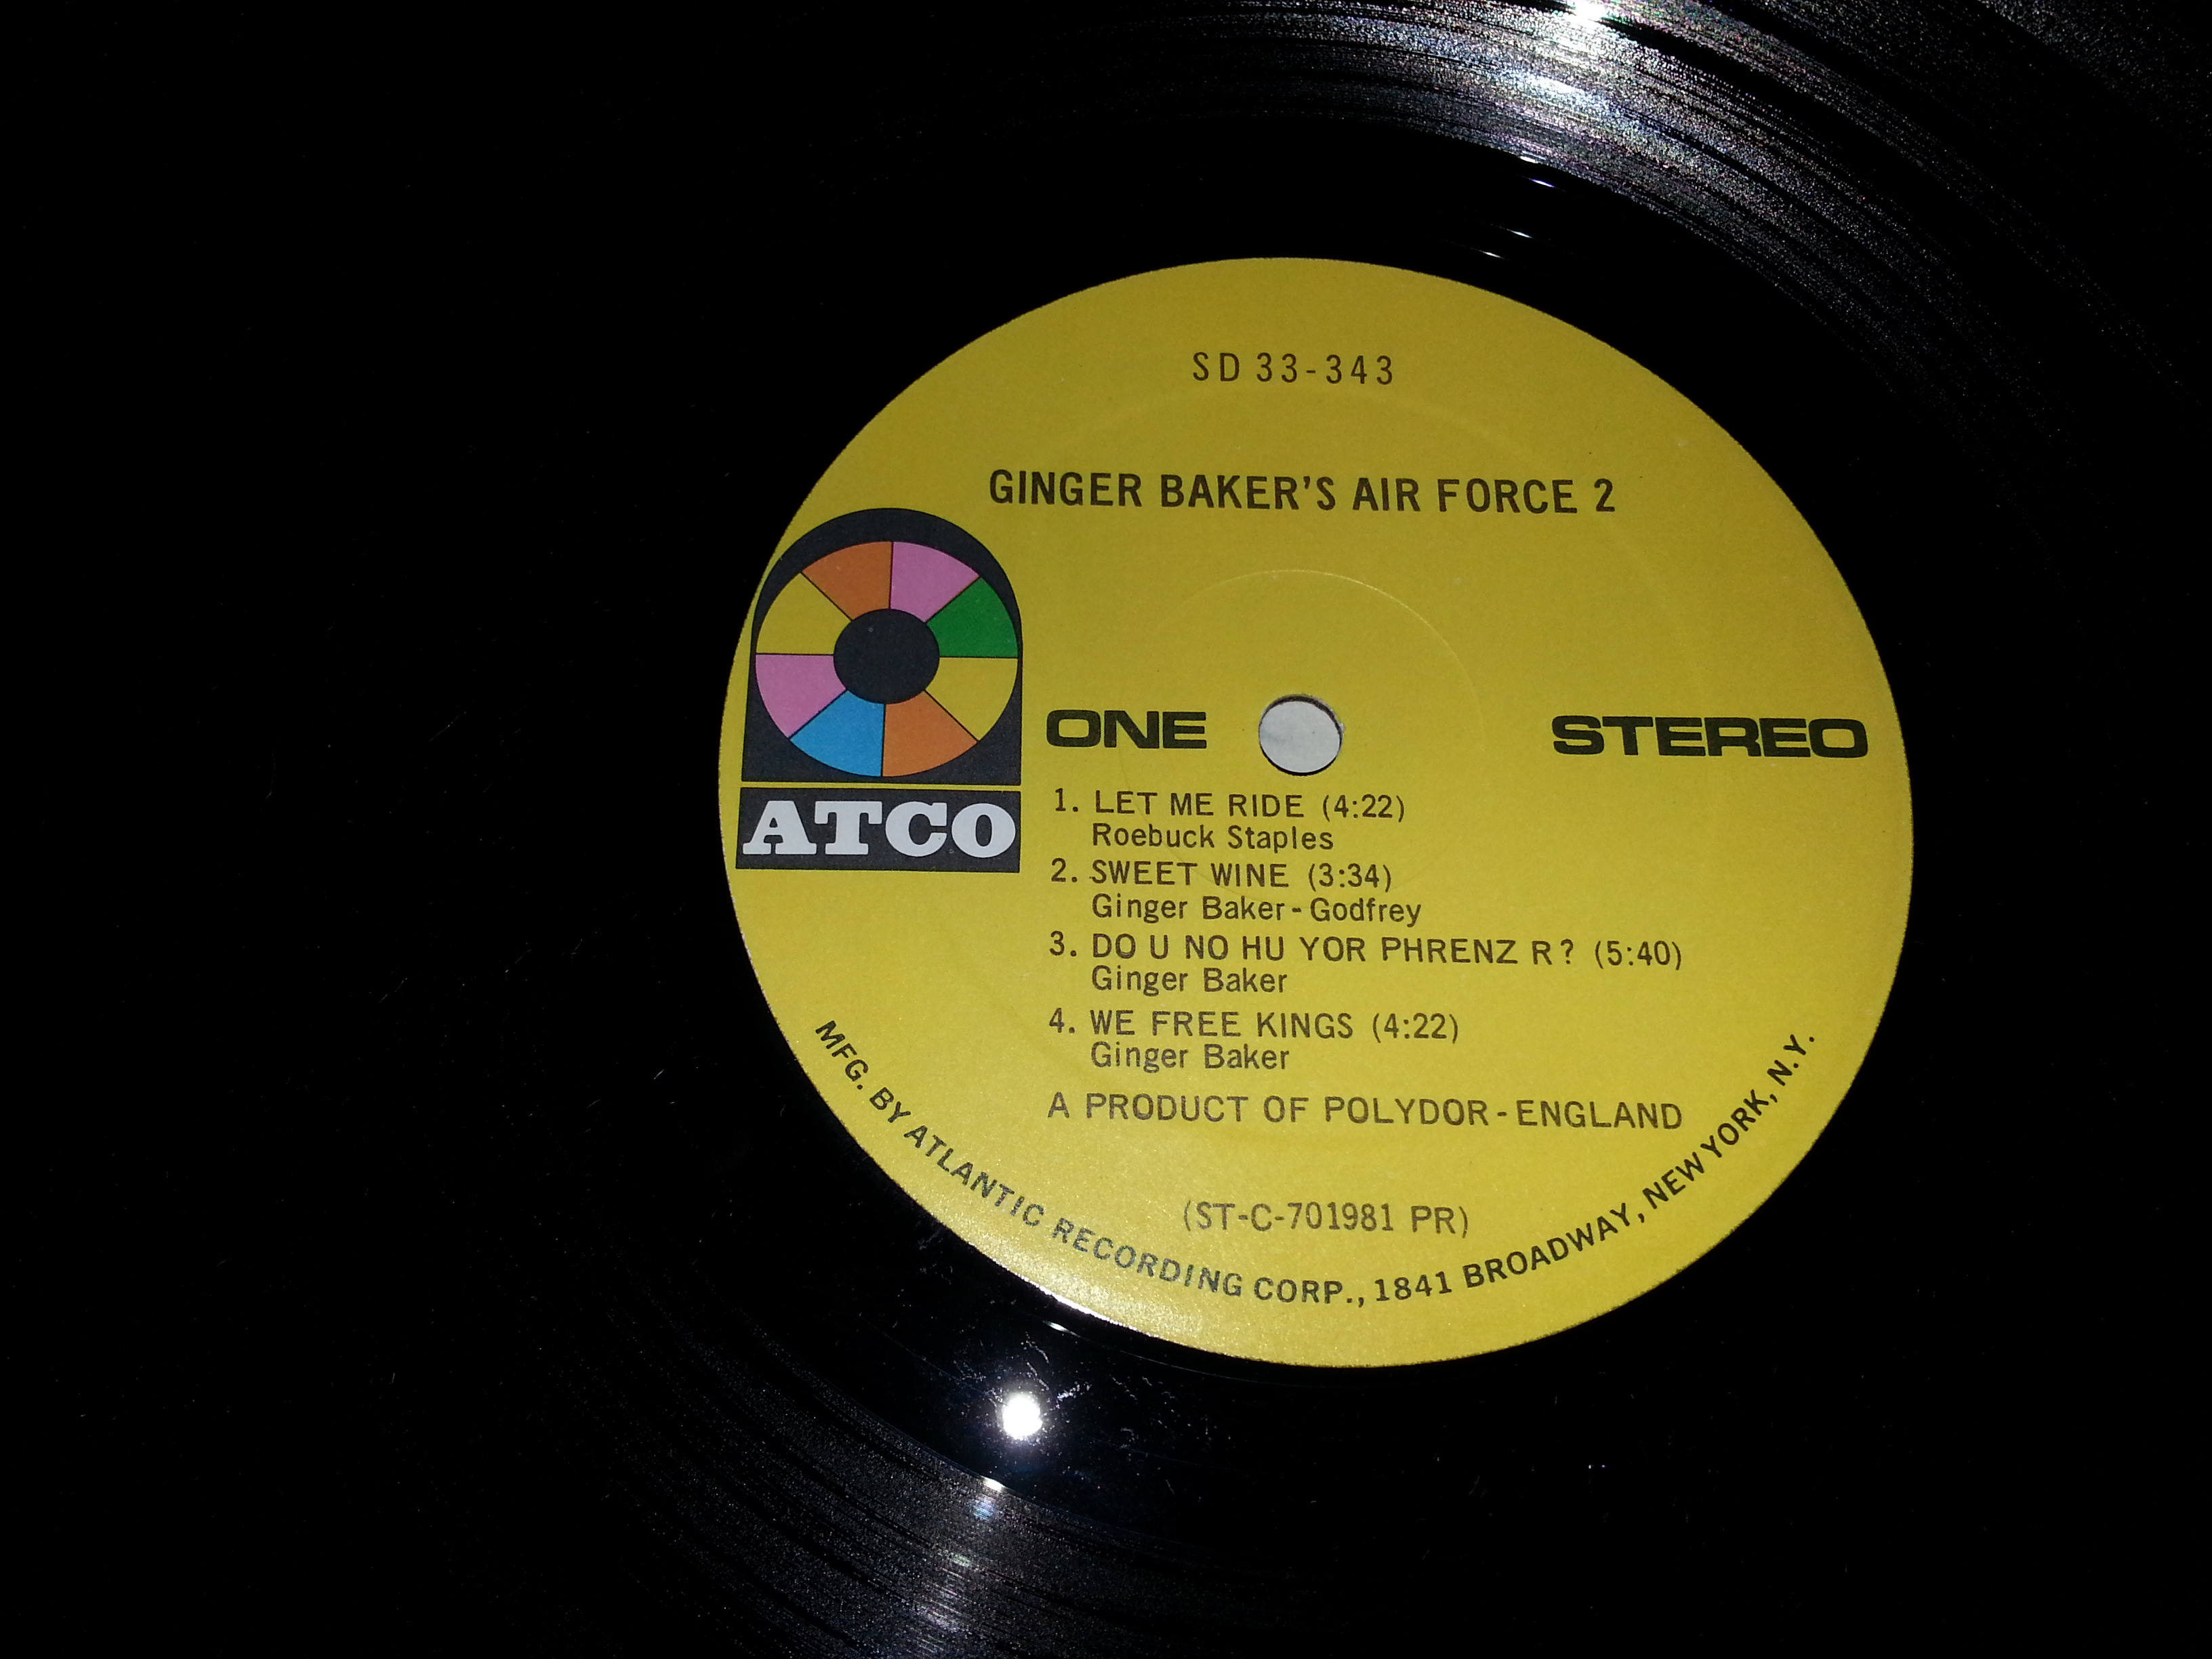 SD 33-343
GINGER BAKER'S AIR FORCE 2
ATCO
ONE
STEREO
1. LET ME RIDE (4:22)
Roebuck Staples
2. SWEET WINE (3:34)
Ginger Baker-Godfrey
3. DO U NO HU YOR PHRENZ R? (5:40)
Ginger Baker
4. WE FREE KINGS (4:22)
Ginger Baker
A PRODUCT OF POLYDOR-ENGLAND
(ST-C-701981 PR)
MFG. BY ATLANTIC RECORDING CORP., 1841 BROADWAY, NEW YORK, N.Y.